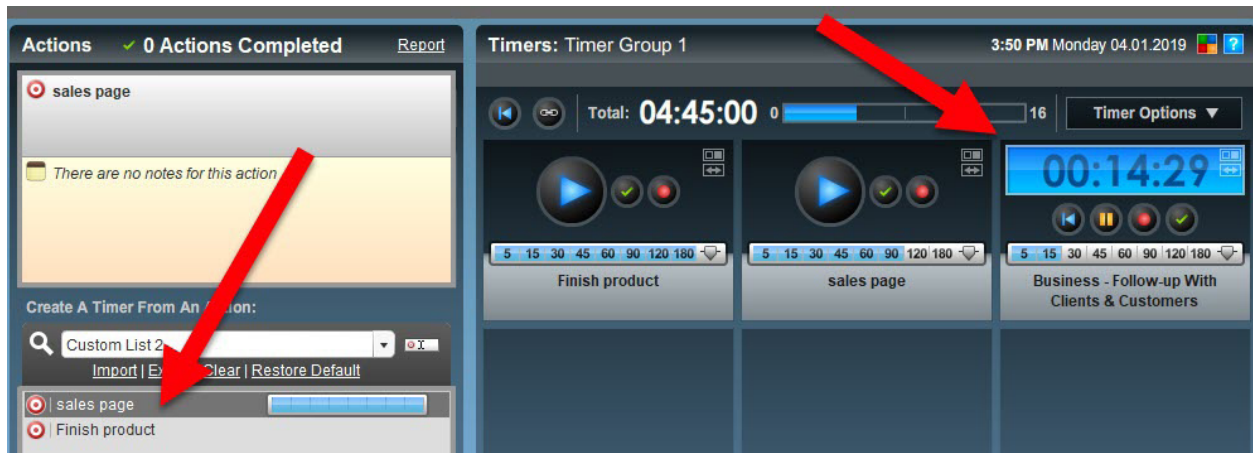 Actions 0 Actions Completed Report
sales page
There are no notes for this action
Create A Timer From An
Custom List 2
Import | Clear | Restore Default
sales page
Finish product
Timers: Timer Group 1 3:50 PM Monday 04.01.2019 ?
Total: 04:45:00 0 16 Timer Options
5 15 30 45 60 90 120 180
Finish product
5 15 30 45 60 90 120 180
sales page
00:14:29
5 15 30 45 60 90 120 180
Business - Follow-up With
Clients & Customers